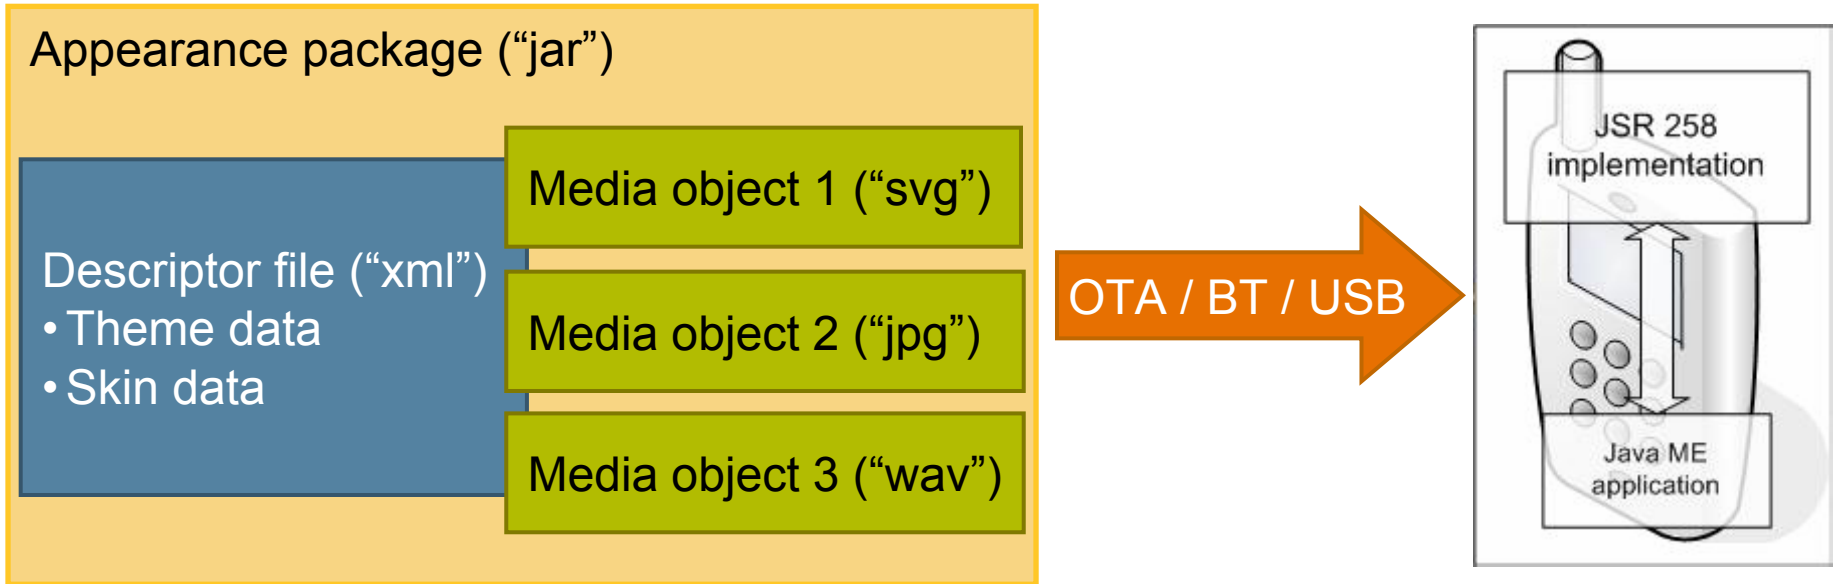 Appearance package (“jar”)
Descriptor file (“xml”)
• Theme data
• Skin data
Media object 1 (“svg”)
Media object 2 (“jpg”)
Media object 3 (“wav”)
OTA / BT / USB
JSR 258
implementation
Java ME
application